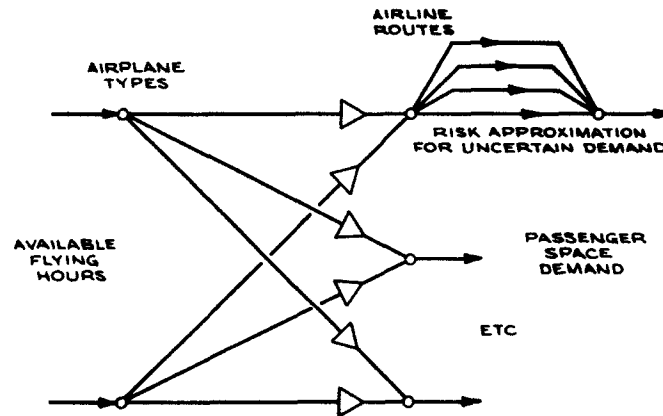 AIRLINE
ROUTES
AIRPLANE
TYPES
RISK APPROXIMATION
FOR UNCERTAIN DEMAND
AVAILABLE
FLYING
HOURS
PASSENGER
SPACE
DEMAND
ETC